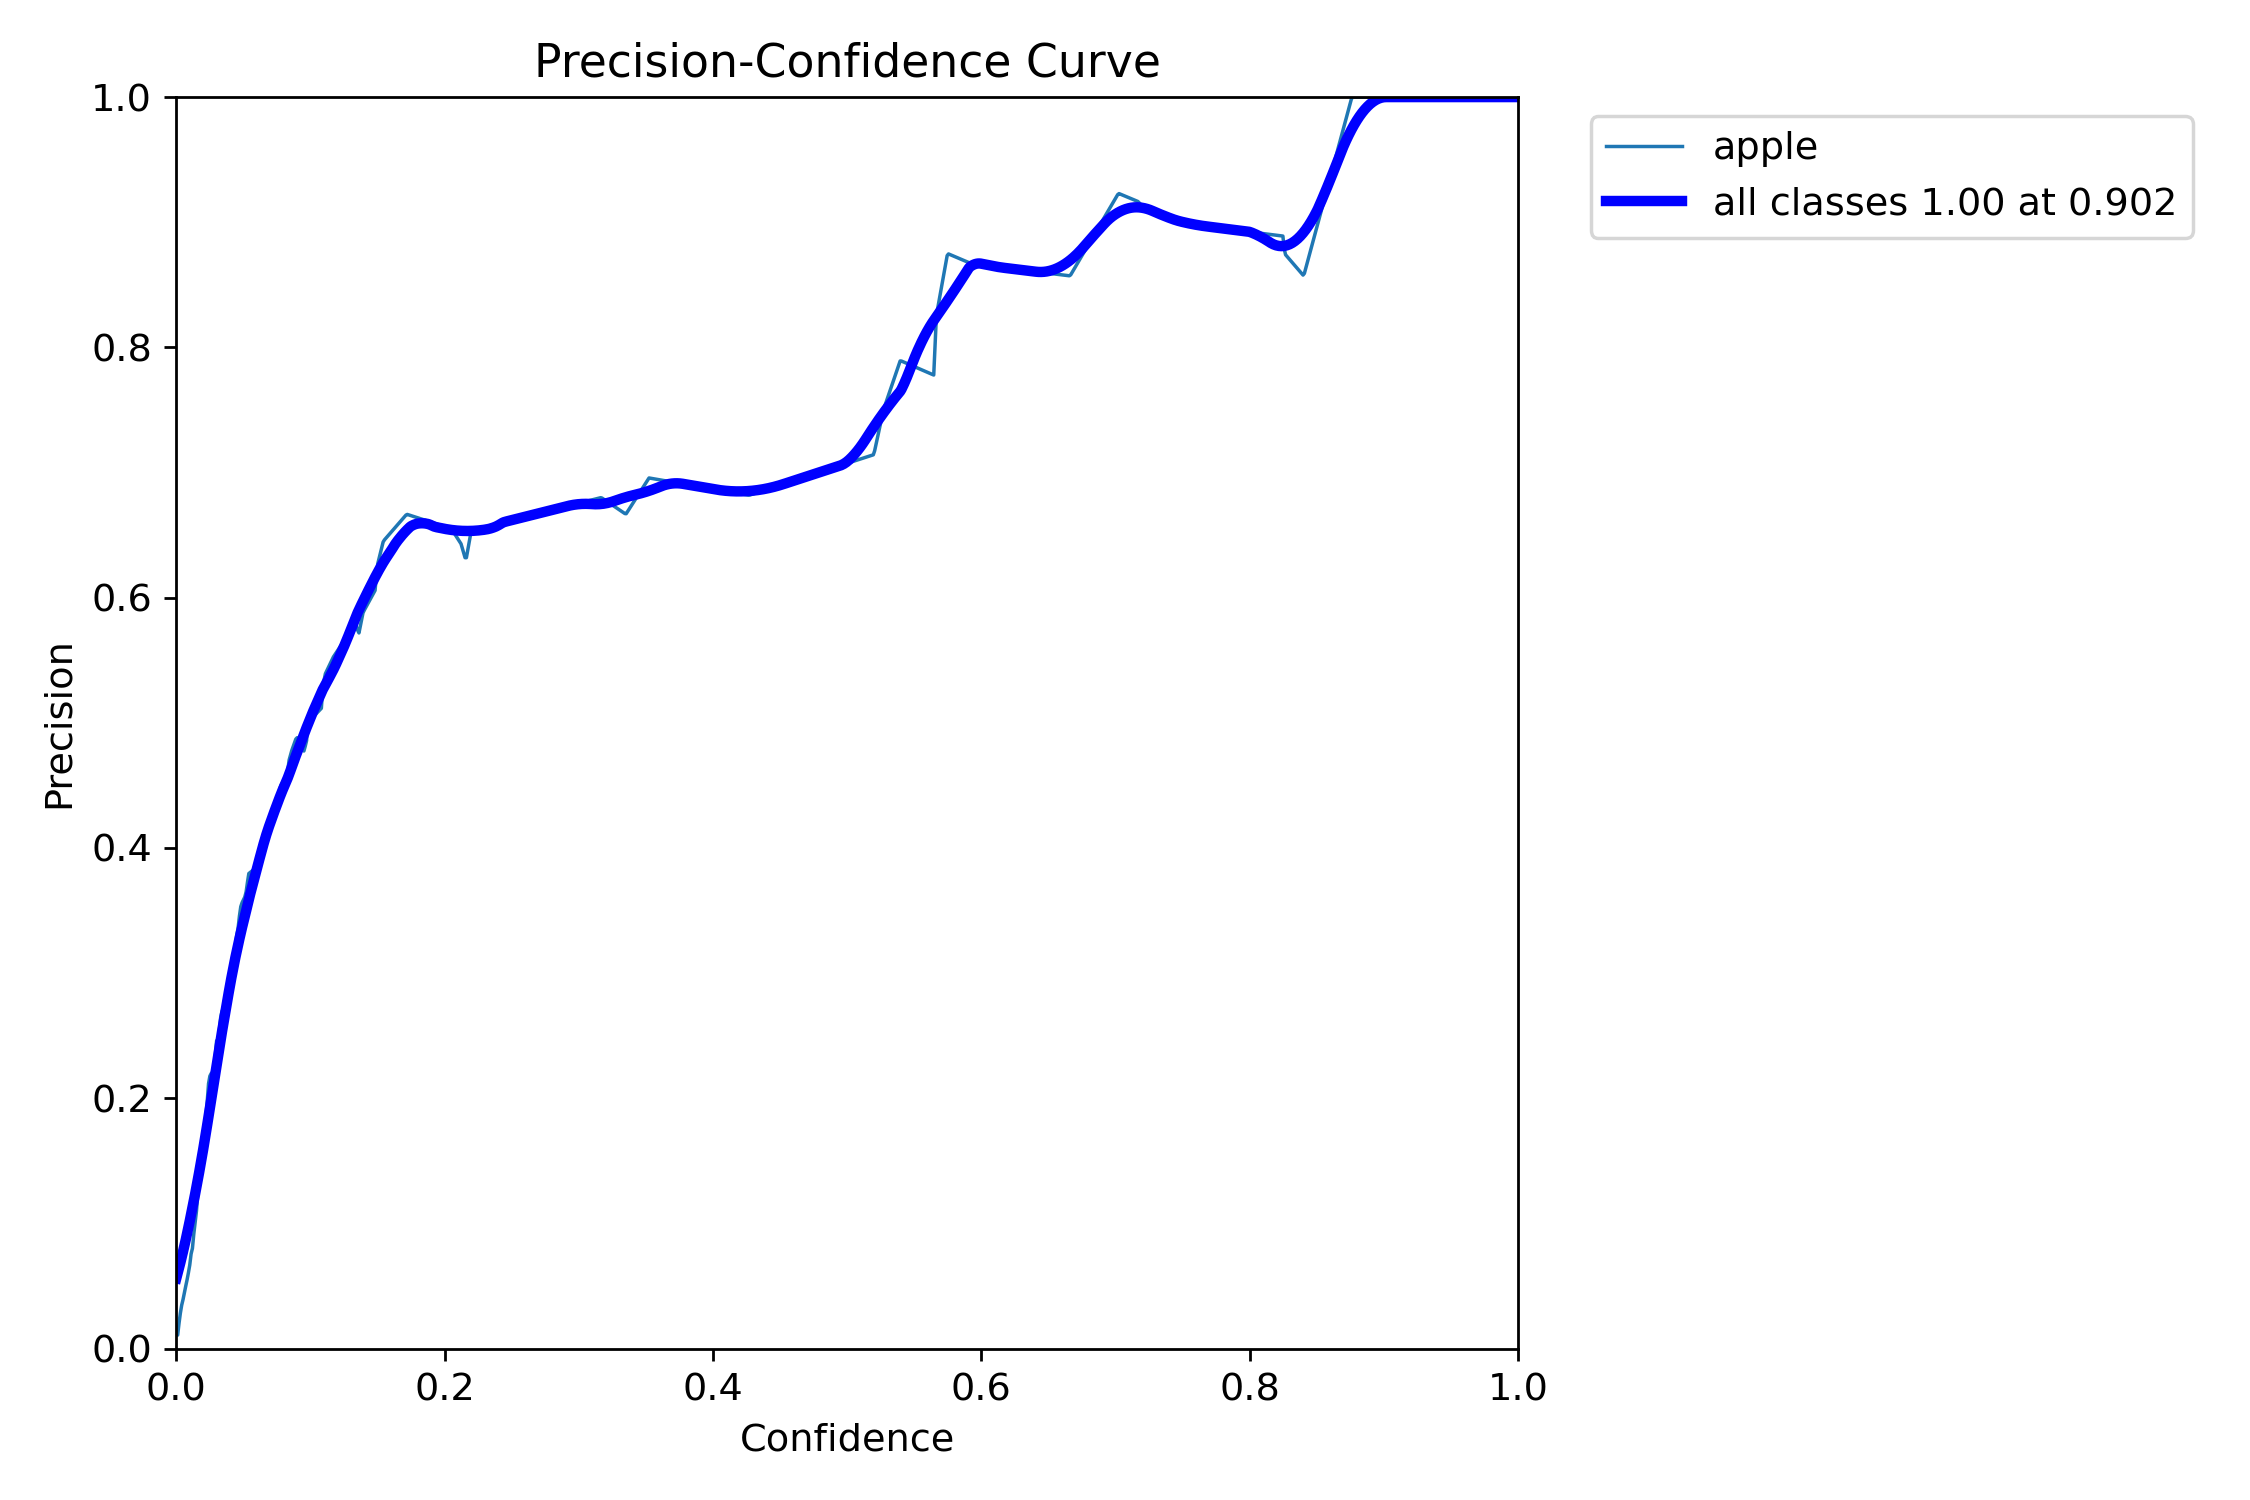 Precision-Confidence Curve
1.0
0.8
0.6
0.4
0.2
0.0
Precision
0.0 0.2 0.4 0.6 0.8 1.0
Confidence
apple
all classes 1.00 at 0.902